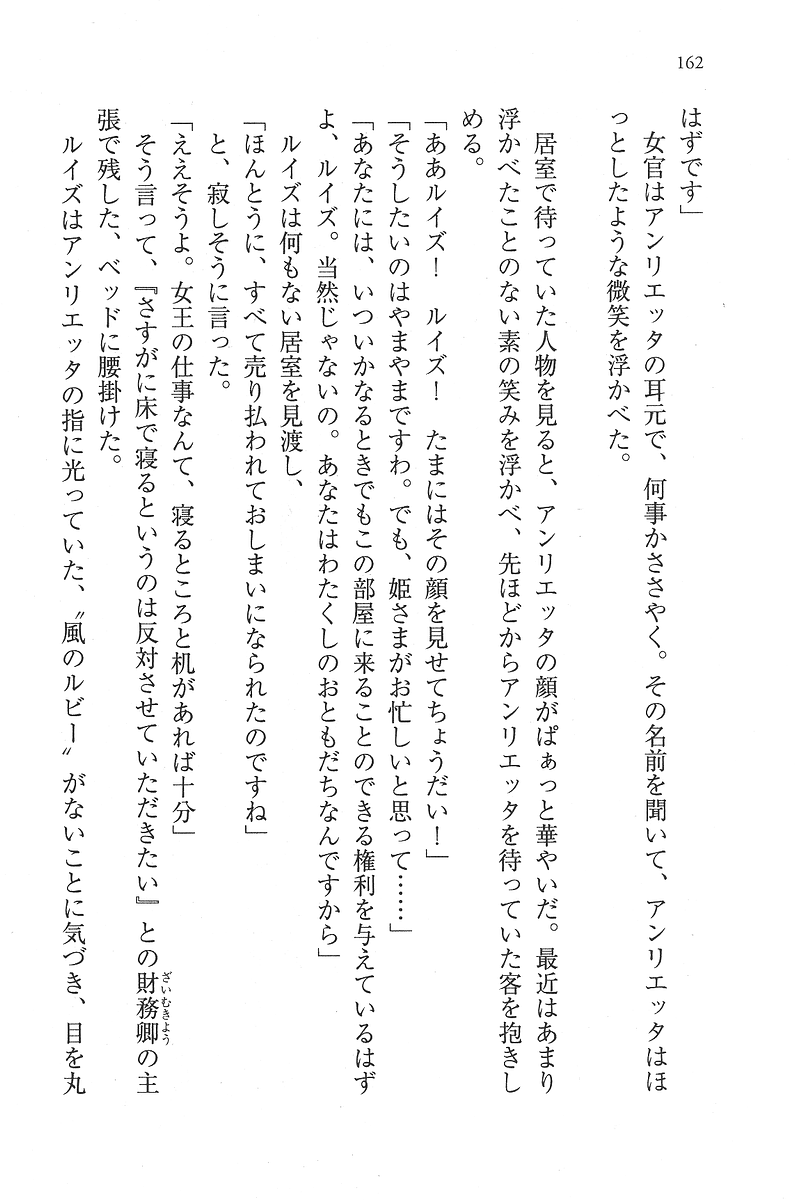 162
はずです」
　女官はアンリエッタの耳元で、何事かささやく。その名前を聞いて、アンリエッタはほ
っとしたような微笑を浮かべた。
　居室で待っていた人物を見ると、アンリエッタの顔がぱぁっと華やいだ。最近はあまり
浮かべたことのない素の笑みを浮かべ、先ほどからアンリエッタを待っていた客を抱きし
める。
「ああルイズ！　ルイズ！　たまにはその顔を見せてちょうだい！」
「そうしたいのはやまやまですわ。でも、姫さまがお忙しいと思って……」
「あなたには、いついかなるときでもこの部屋に来ることのできる権利を与えているはず
よ、ルイズ。当然じゃないの。あなたはわたくしのおともだちなんですから」
　ルイズは何もない居室を見渡し、
「ほんとうに、すべて売り払われておしまいになられたのですね」
　と、寂しそうに言った。
「ええそうよ。女王の仕事なんて、寝るところと机があれば十分」
　そう言って、『さすがに床で寝るというのは反対させていただきたい』との財務卿の主
ざいむきょう
張で残した、ベッドに腰掛けた。
　ルイズはアンリエッタの指に光っていた、〝風のルビー〟がないことに気づき、目を丸